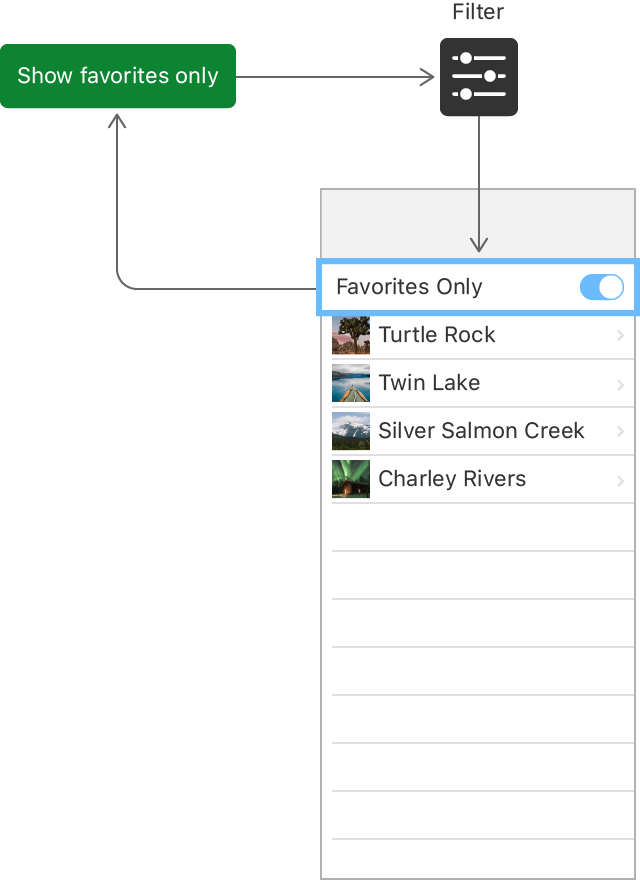 Filter
Show favorites only
Favorites Only
Turtle Rock
Twin Lake
Silver Salmon Creek
Charley Rivers